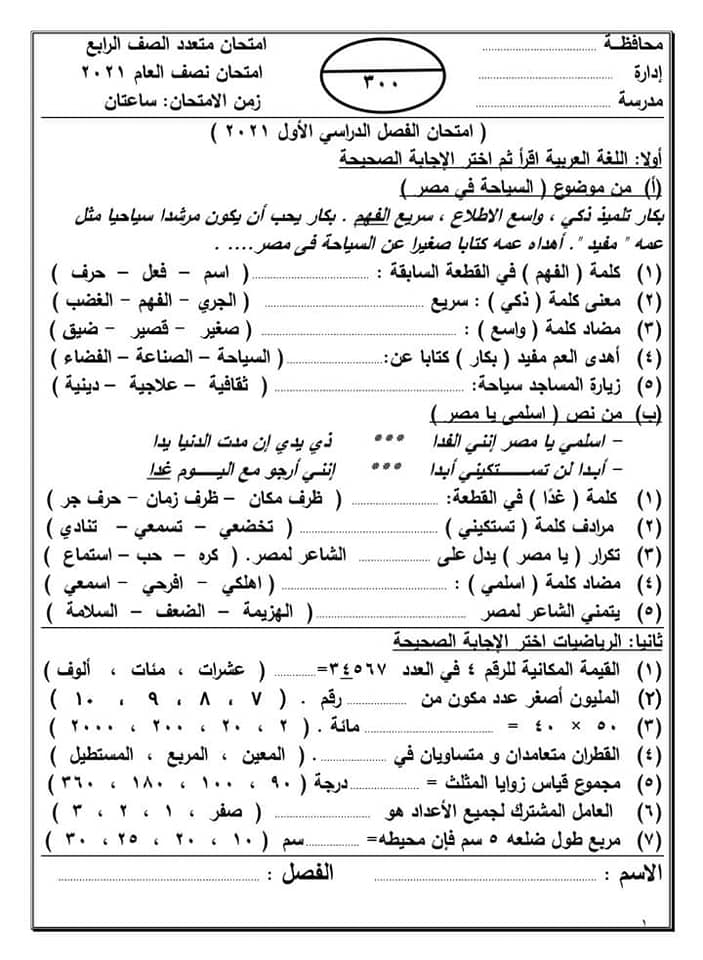 محافظـة ............................
إدارة ............................
مدرسة ............................
٣٠٠
امتحان متعدد الصف الرابع
امتحان نصف العام ٢٠٢١
زمن الامتحان: ساعتان
( امتحان الفصل الدراسي الأول ٢٠٢١ )
أولا: اللغة العربية اقرأ ثم اختر الإجابة الصحيحة
(أ) من موضوع ( السياحة في مصر )
بكار تلميذ ذكي ، واسع الاطلاع ، سريع الفهم . بكار يحب أن يكون مرشدا سياحيا مثل
عمه " مفيد ". أهداه عمه كتابا صغيرا عن السياحة فى مصر.... .
(١) كلمة ( الفهم ) في القطعة السابقة : ............................( اسم – فعل – حرف )
(٢) معنى كلمة ( ذكي ) : سريع ............................ ( الجري – الفهم – الغضب )
(٣) مضاد كلمة ( واسع ) : ............................ ( صغير – قصير – ضيق )
(٤) أهدى العم مفيد ( بكار ) كتابا عن:............................( السياحة – الصناعة – الفضاء )
(٥) زيارة المساجد سياحة: ............................ ( ثقافية – علاجية – دينية )
(ب) من نص ( اسلمى يا مصر )
– اسلمي يا مصر إنني الفدا *** ذي يدي إن مدت الدنيا يدا
– أبدا لن تستـــكيني أبدا *** إنني أرجو مع اليـــوم غدا
(١) كلمة ( غدًا ) في القطعة: ................ ( ظرف مكان – ظرف زمان – حرف جر )
(٢) مرادف كلمة ( تستكيني ) ............................ ( تخضعي – تسمعي – تنادي )
(٣) تكرار ( يا مصر ) يدل على ................ الشاعر لمصر. ( كره – حب – استماع )
(٤) مضاد كلمة ( اسلمي ) : ............................ ( اهلكي – افرحي – اسمعي )
(٥) يتمني الشاعر لمصر ............................( الهزيمة – الضعف – السلامة )
ثانيا: الرياضيات اختر الإجابة الصحيحة
(١) القيمة المكانية للرقم ٤ في العدد ٣٤٥٦٧=............ ( عشرات ، مئات ، ألوف )
(٢) المليون أصغر عدد مكون من ................ رقم . ( ٧ ، ٨ ، ٩ ، ١٠ )
(٣) ٥٠ × ٤٠ = ............................مائة . ( ٢ ، ٢٠ ، ٢٠٠ ، ٢٠٠٠ )
(٤) القطران متعامدان و متساويان في ................. ( المعين ، المربع ، المستطيل )
(٥) مجموع قياس زوايا المثلث = ................درجة ( ٩٠ ، ١٠٠ ، ١٨٠ ، ٣٦٠ )
(٦) العامل المشترك لجميع الأعداد هو .................... ( صفر ، ١ ، ٢ ، ٣ )
(٧) مربع طول ضلعه ٥ سم فإن محيطه= ............سم ( ١٠ ، ٢٠ ، ٢٥ ، ٣٠ )
الاسم : ............................ الفصل : ............................
١